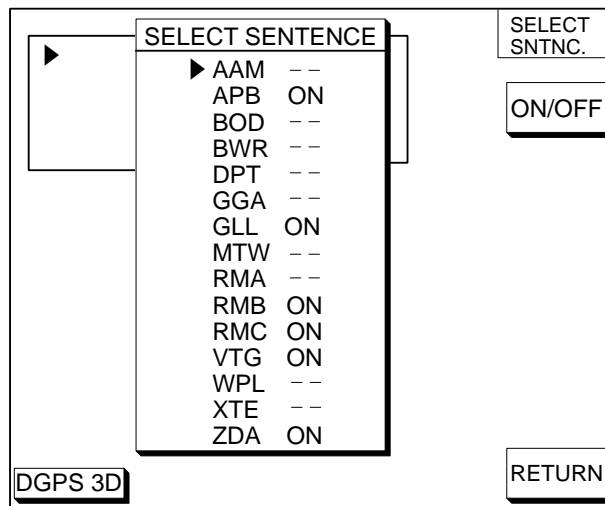 SELECT SENTENCE
AAM – –
APB ON
BOD – –
BWR – –
DPT – –
GGA – –
GLL ON
MTW – –
RMA – –
RMB ON
RMC ON
VTG ON
WPL – –
XTE – –
ZDA ON
SELECT
SNTNC.
ON/OFF
RETURN
DGPS 3D